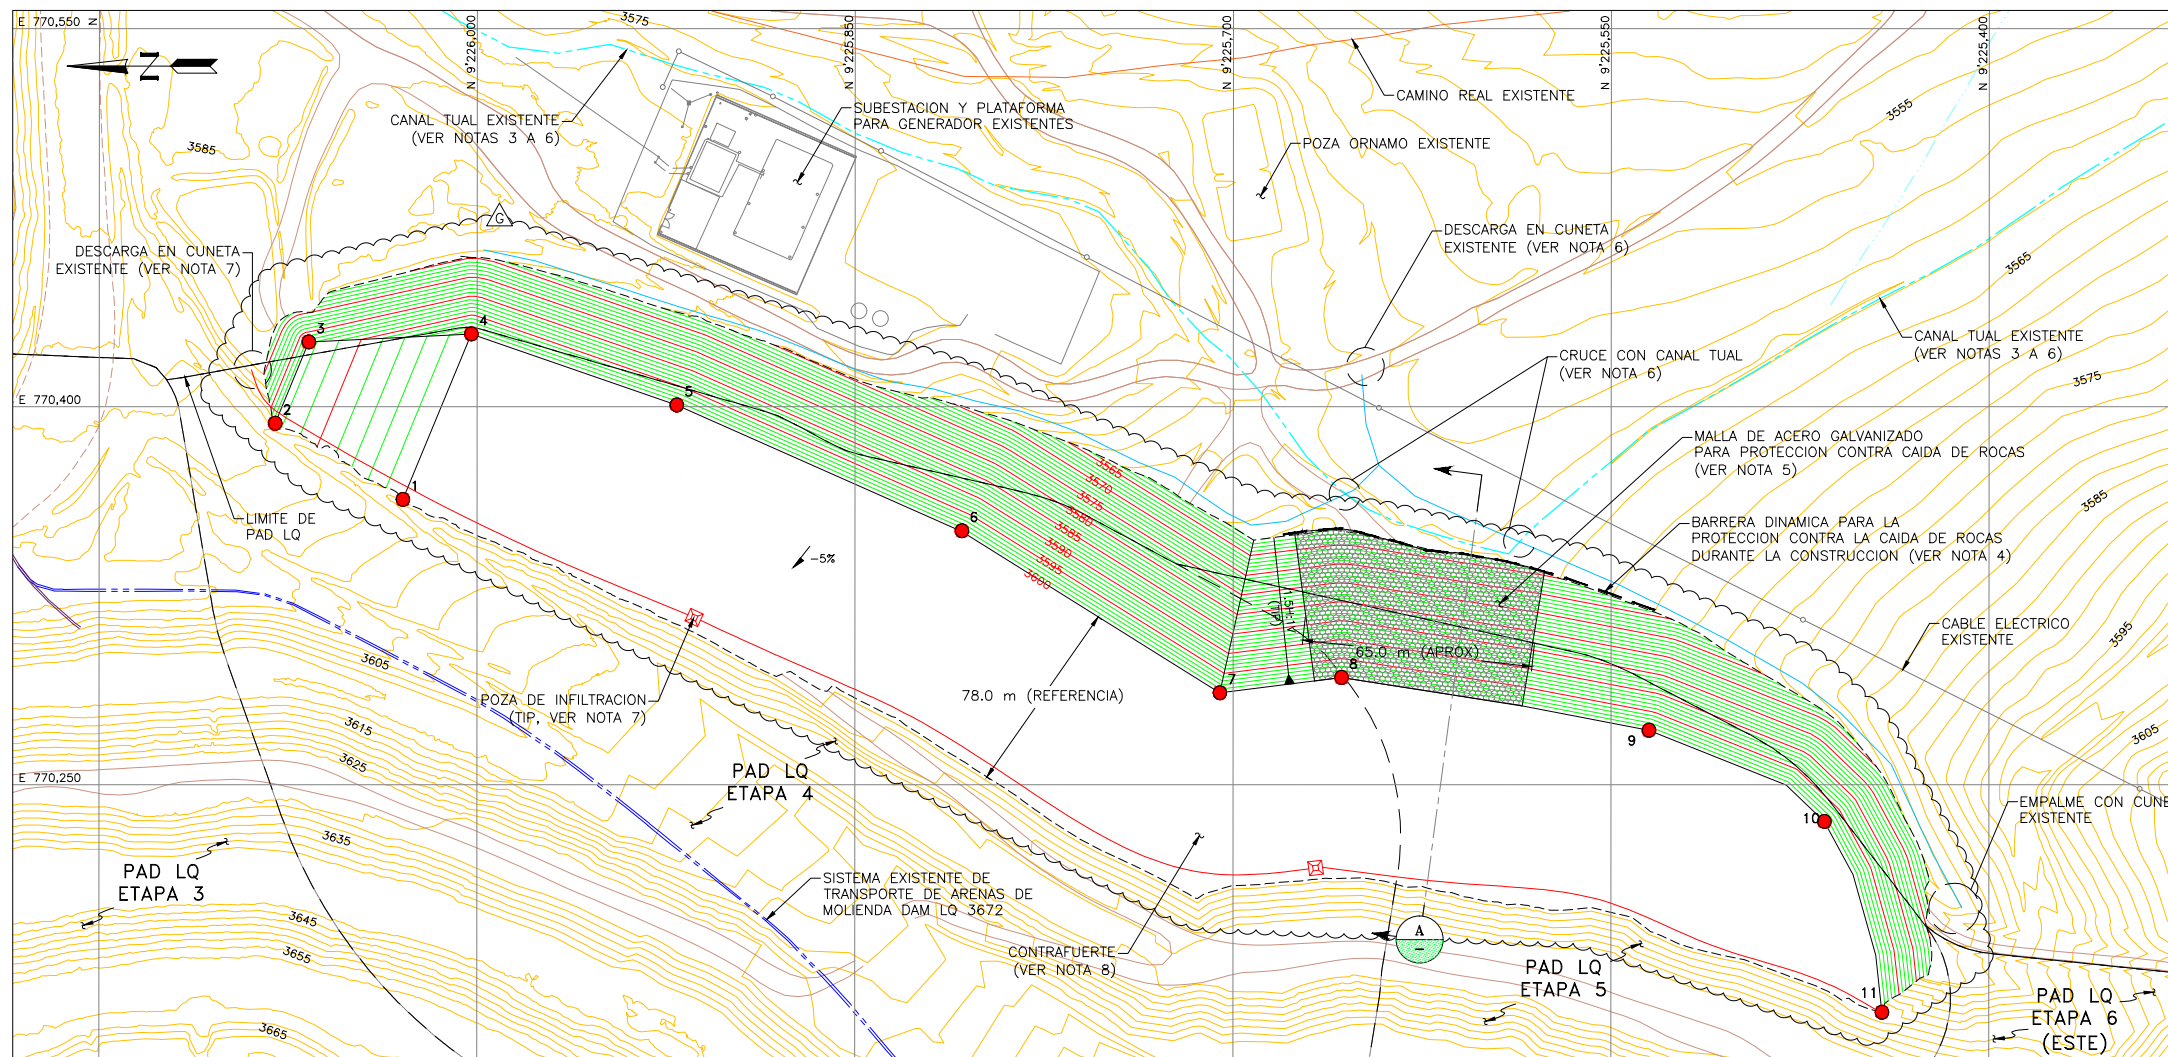 E 770,550 N
N 9'226,000
N 9'225,850
N 9'225,700
N 9'225,550
N 9'225,400
3575
N
CANAL TUAL EXISTENTE
(VER NOTAS 3 A 6)
SUBESTACION Y PLATAFORMA
PARA GENERADOR EXISTENTES
CAMINO REAL EXISTENTE
3555
POZA ORNAMO EXISTENTE
3585
G
DESCARGA EN CUNETA
EXISTENTE (VER NOTA 7)
DESCARGA EN CUNETA
EXISTENTE (VER NOTA 6)
3565
3
4
CANAL TUAL EXISTENTE
(VER NOTAS 3 A 6)
CRUCE CON CANAL TUAL
(VER NOTA 6)
3575
E 770,400
2
5
MALLA DE ACERO GALVANIZADO
PARA PROTECCION CONTRA CAIDA DE ROCAS
(VER NOTA 5)
1
3565
3570
3575
3580
3585
3590
3595
3600
3585
LIMITE DE
PAD LQ
6
-5%
BARRERA DINAMICA PARA LA
PROTECCION CONTRA LA CAIDA DE ROCAS
DURANTE LA CONSTRUCCION (VER NOTA 4)
1.5H:1V
(TIP)
CABLE ELECTRICO
EXISTENTE
3595
3605
65.0 m (APROX)
8
7
78.0 m (REFERENCIA)
POZA DE INFILTRACION
(TIP, VER NOTA 7)
3615
9
3605
3625
PAD LQ
ETAPA 4
E 770,250
EMPALME CON CUNE
EXISTENTE
10
3635
PAD LQ
ETAPA 3
SISTEMA EXISTENTE DE
TRANSPORTE DE ARENAS DE
MOLIENDA DAM LQ 3672
3645
A
–
CONTRAFUERTE
(VER NOTA 8)
3655
PAD LQ
ETAPA 5
11
PAD LQ
ETAPA 6
(ESTE)
3665